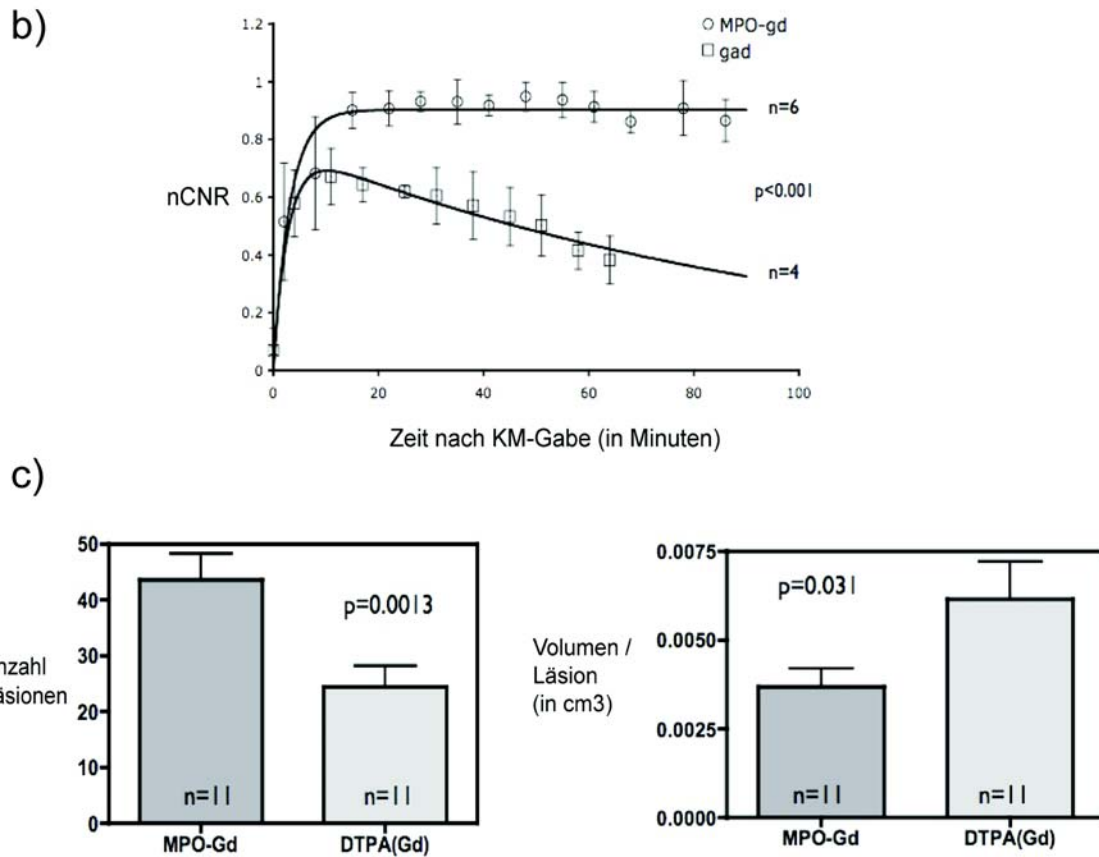 b)
1.2
1
0.8
0.6
0.4
0.2
0
nCNR
MPO-gd
gad
n=6
p<0.001
n=4
0 20 40 60 80 100
Zeit nach KM-Gabe (in Minuten)
c)
50
40
30
20
10
0
nzahl
äsionen
p=0.0013
n=11 n=11
MPO-Gd DTPA(Gd)
0.0075
0.0050
0.0025
0.0000
Volumen /
Läsion
(in cm3)
p=0.031
n=11 n=11
MPO-Gd DTPA(Gd)